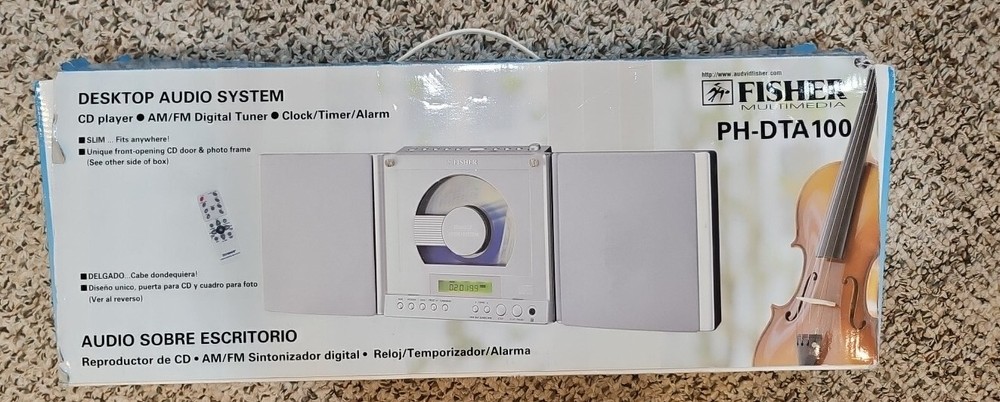 DESKTOP AUDIO SYSTEM
CD player ● AM/FM Digital Tuner ● Clock/Timer/Alarm
■ SLIM ... Fits anywhere!
■ Unique front-opening CD door & photo frame
(See other side of box)
http://www.audvidfisher.com
FISHER
MULTIMEDIA
PH-DTA100
FISHER
■ DELGADO...Cabe dondequiera!
■ Diseño unico, puerta para CD y cuadro para foto
(Ver al reverso)
AUDIO SOBRE ESCRITORIO
Reproductor de CD • AM/FM Sintonizador digital • Reloj/Temporizador/Alarma